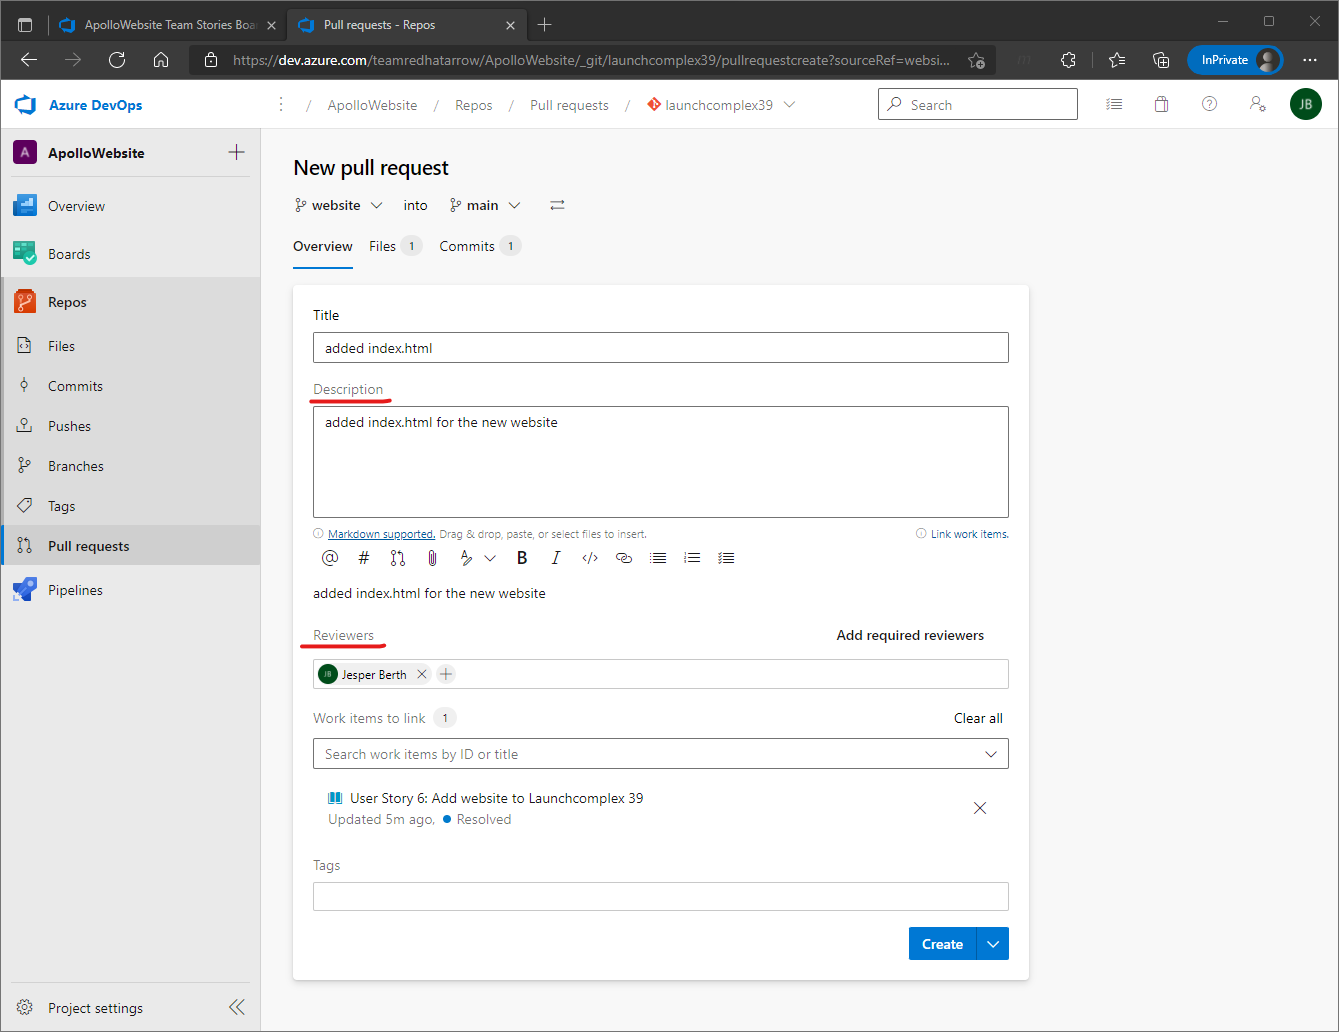 ApolloWebsite Team Stories Boa
Pull requests - Repos
https://dev.azure.com/teamredhatarrow/ApolloWebsite/_git/launchcomplex39/pullrequestcreate?sourceRef=websi...
InPrivate
Azure DevOps
/ ApolloWebsite / Repos / Pull requests / launchcomplex39
Search
JB
A ApolloWebsite
Overview
Boards
Repos
Files
Commits
Pushes
Branches
Tags
Pull requests
Pipelines
Project settings
New pull request
website into main
Overview Files 1 Commits 1
Title
added index.html
Description
added index.html for the new website
Markdown supported. Drag & drop, paste, or select files to insert. Link work items.
@ # B I </>
added index.html for the new website
Reviewers Add required reviewers
JB Jesper Berth
Work items to link 1 Clear all
Search work items by ID or title
User Story 6: Add website to Launchcomplex 39
Updated 5m ago, Resolved
Tags
Create